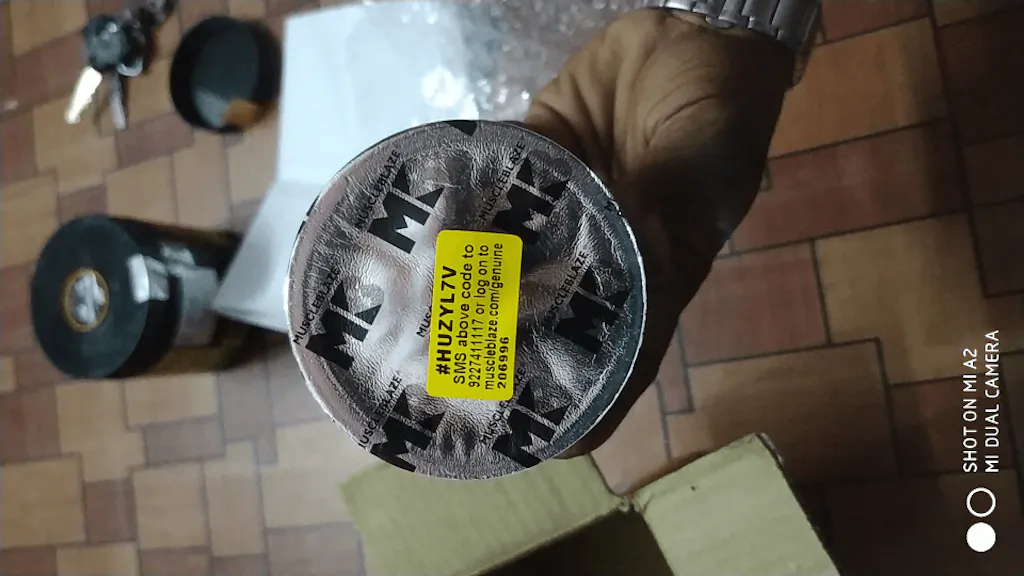 #HUZYL7V
SMS above code to
9227411117 or log on to
muscleblaze.com/genuine
206996
MUSCLEBLAZE
MUSCLEBLAZE
MUSCLEBLAZE
MUSCLEBLAZE
SHOT ON MI A2
MI DUAL CAMERA